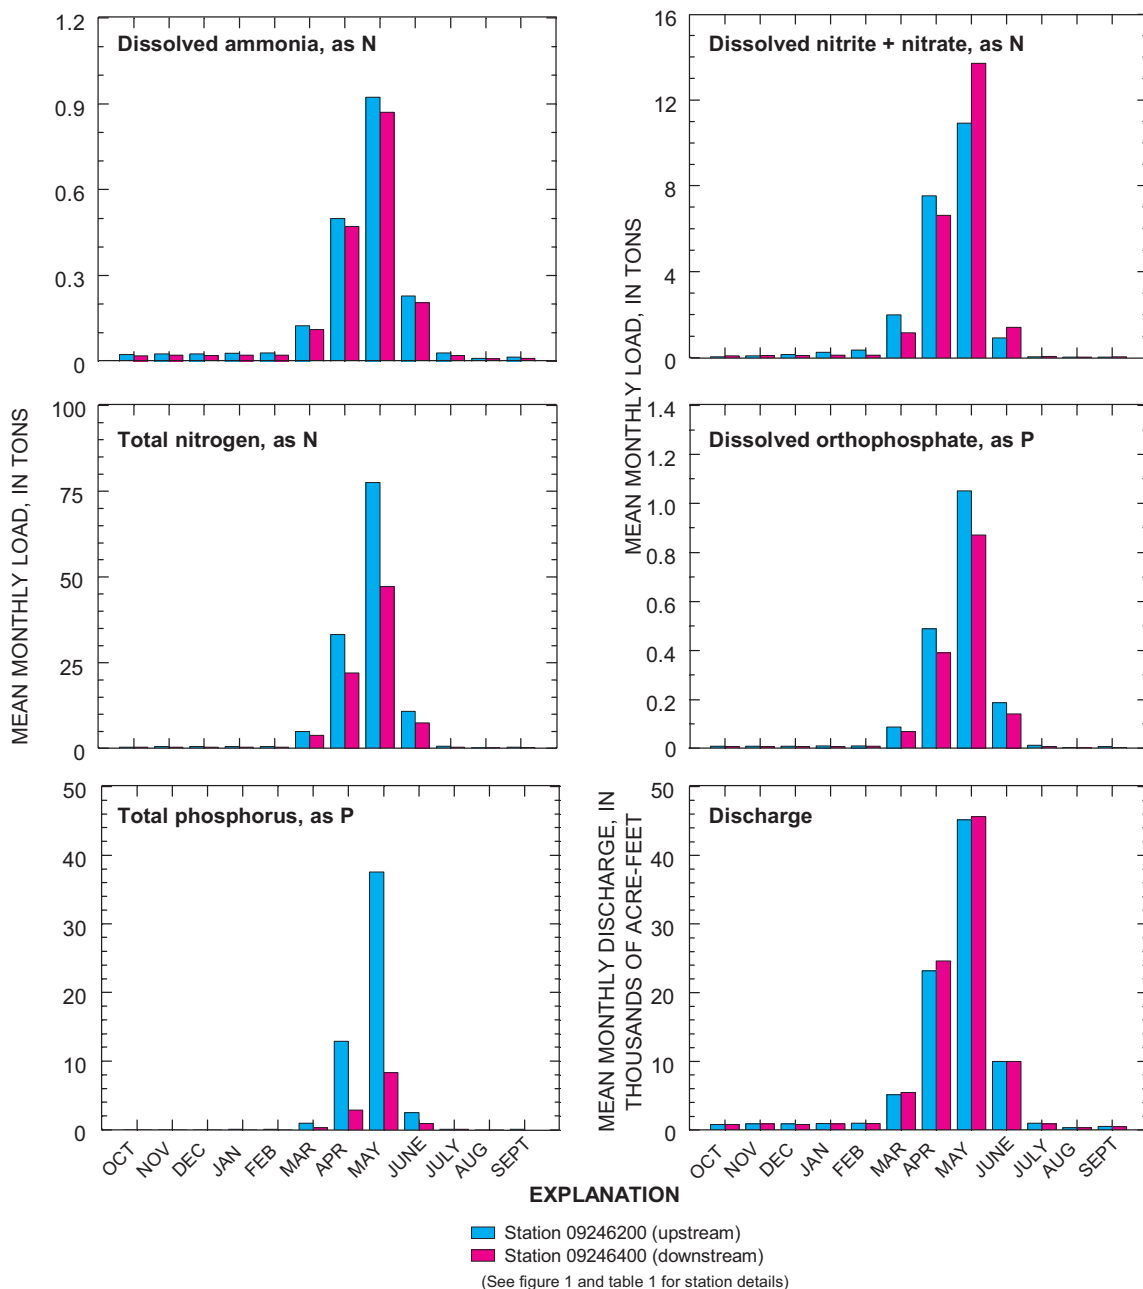 Dissolved ammonia, as N
1.2
0.9
0.6
0.3
0
Dissolved nitrite + nitrate, as N
16
12
8
4
0
MEAN MONTHLY LOAD, IN TONS
Total nitrogen, as N
100
75
50
25
0
MEAN MONTHLY LOAD, IN TONS
Dissolved orthophosphate, as P
1.4
1.2
1.0
0.8
0.6
0.4
0.2
0
Total phosphorus, as P
50
40
30
20
10
0
OCT
NOV
DEC
JAN
FEB
MAR
APR
MAY
JUNE
JULY
AUG
SEPT
Discharge
MEAN MONTHLY DISCHARGE, IN
THOUSANDS OF ACRE-FEET
50
40
30
20
10
0
OCT
NOV
DEC
JAN
FEB
MAR
APR
MAY
JUNE
JULY
AUG
SEPT
EXPLANATION
Station 09246200 (upstream)
Station 09246400 (downstream)
(See figure 1 and table 1 for station details)